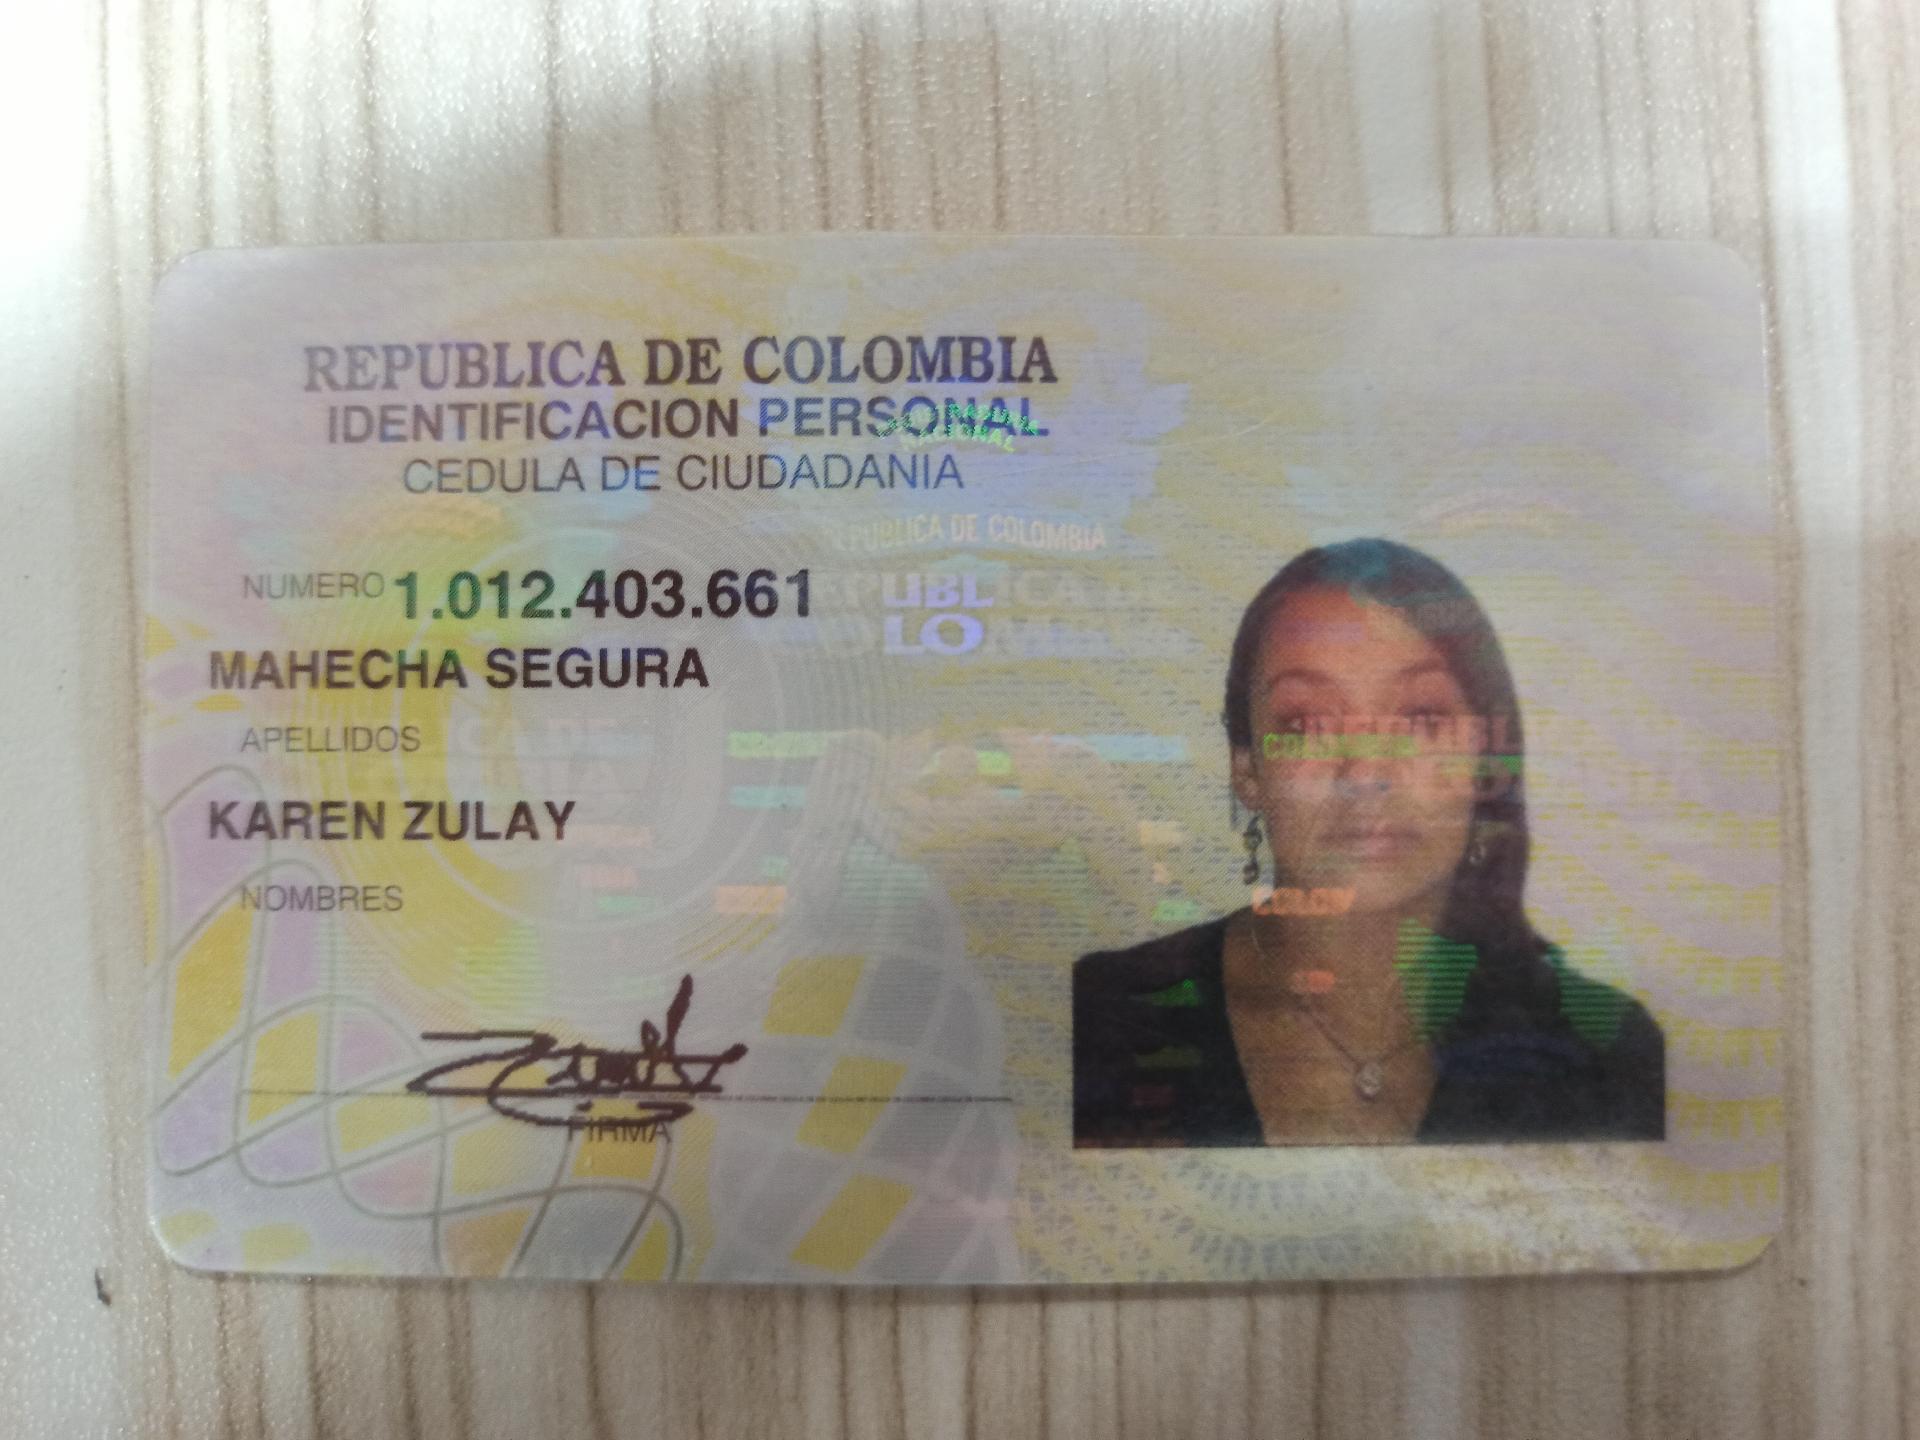 REPUBLICA DE COLOMBIA
IDENTIFICACION PERSONAL
CEDULA DE CIUDADANIA
REPUBLICA DE COLOMBIA
NUMERO 1.012.403.661
MAHECHA SEGURA
APELLIDOS
KAREN ZULAY
NOMBRES
FIRMA